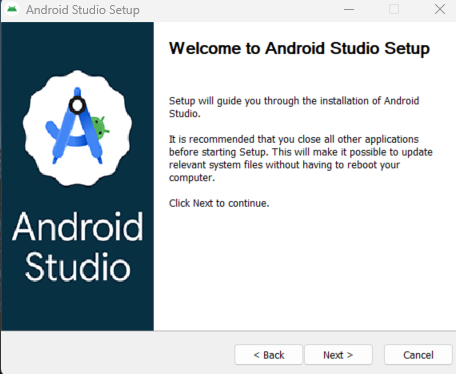 Android Studio Setup
Welcome to Android Studio Setup
Setup will guide you through the installation of Android
Studio.
It is recommended that you close all other applications
before starting Setup. This will make it possible to update
relevant system files without having to reboot your
computer.
Click Next to continue.
Android
Studio
< Back
Next >
Cancel